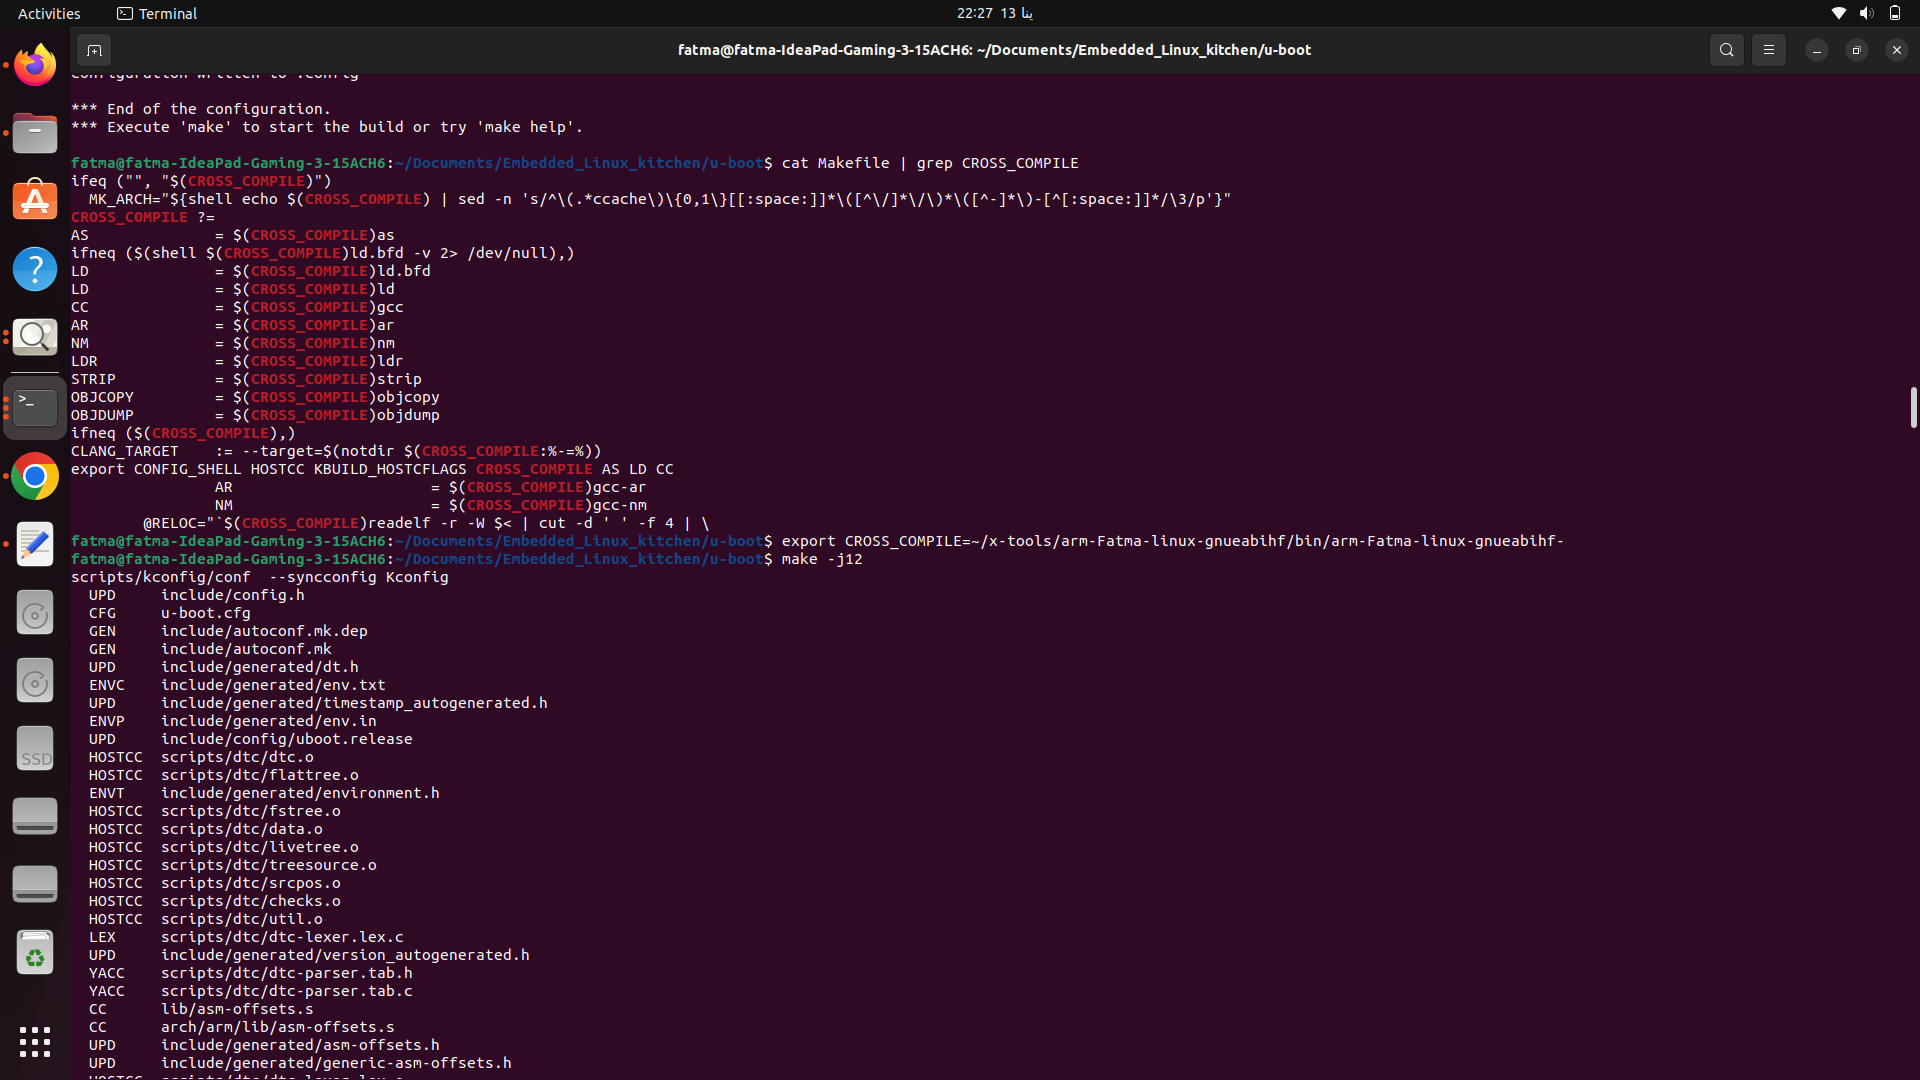 Activities
Terminal
22:27 13 ينا
fatma@fatma-IdeaPad-Gaming-3-15ACH6: ~/Documents/Embedded_Linux_kitchen/u-boot
*** End of the configuration.
*** Execute 'make' to start the build or try 'make help'.
fatma@fatma-IdeaPad-Gaming-3-15ACH6:~/Documents/Embedded_Linux_kitchen/u-boot$ cat Makefile | grep CROSS_COMPILE
ifeq ("", "$(CROSS_COMPILE)")
  MK_ARCH="${shell echo $(CROSS_COMPILE) | sed -n 's/^\(.*ccache\)\{0,1\}[[:space:]]*\([^\/]*\/\)*\([^-]*\)-[^[:space:]]*/\3/p'}"
CROSS_COMPILE ?=
AS              = $(CROSS_COMPILE)as
ifneq ($(shell $(CROSS_COMPILE)ld.bfd -v 2> /dev/null),)
LD              = $(CROSS_COMPILE)ld.bfd
LD              = $(CROSS_COMPILE)ld
CC              = $(CROSS_COMPILE)gcc
AR              = $(CROSS_COMPILE)ar
NM              = $(CROSS_COMPILE)nm
LDR             = $(CROSS_COMPILE)ldr
STRIP           = $(CROSS_COMPILE)strip
OBJCOPY         = $(CROSS_COMPILE)objcopy
OBJDUMP         = $(CROSS_COMPILE)objdump
ifneq ($(CROSS_COMPILE),)
CLANG_TARGET    := --target=$(notdir $(CROSS_COMPILE:%-=%))
export CONFIG_SHELL HOSTCC KBUILD_HOSTCFLAGS CROSS_COMPILE AS LD CC
                AR                      = $(CROSS_COMPILE)gcc-ar
                NM                      = $(CROSS_COMPILE)gcc-nm
        @RELOC="`$(CROSS_COMPILE)readelf -r -W $< | cut -d ' ' -f 4 | \
fatma@fatma-IdeaPad-Gaming-3-15ACH6:~/Documents/Embedded_Linux_kitchen/u-boot$ export CROSS_COMPILE=~/x-tools/arm-Fatma-linux-gnueabihf/bin/arm-Fatma-linux-gnueabihf-
fatma@fatma-IdeaPad-Gaming-3-15ACH6:~/Documents/Embedded_Linux_kitchen/u-boot$ make -j12
scripts/kconfig/conf  --syncconfig Kconfig
  UPD     include/config.h
  CFG     u-boot.cfg
  GEN     include/autoconf.mk.dep
  GEN     include/autoconf.mk
  UPD     include/generated/dt.h
  ENVC    include/generated/env.txt
  UPD     include/generated/timestamp_autogenerated.h
  ENVP    include/generated/env.in
  UPD     include/config/uboot.release
  HOSTCC  scripts/dtc/dtc.o
  HOSTCC  scripts/dtc/flattree.o
  ENVT    include/generated/environment.h
  HOSTCC  scripts/dtc/fstree.o
  HOSTCC  scripts/dtc/data.o
  HOSTCC  scripts/dtc/livetree.o
  HOSTCC  scripts/dtc/treesource.o
  HOSTCC  scripts/dtc/srcpos.o
  HOSTCC  scripts/dtc/checks.o
  HOSTCC  scripts/dtc/util.o
  LEX     scripts/dtc/dtc-lexer.lex.c
  UPD     include/generated/version_autogenerated.h
  YACC    scripts/dtc/dtc-parser.tab.h
  YACC    scripts/dtc/dtc-parser.tab.c
  CC      lib/asm-offsets.s
  CC      arch/arm/lib/asm-offsets.s
  UPD     include/generated/asm-offsets.h
  UPD     include/generated/generic-asm-offsets.h
SSD